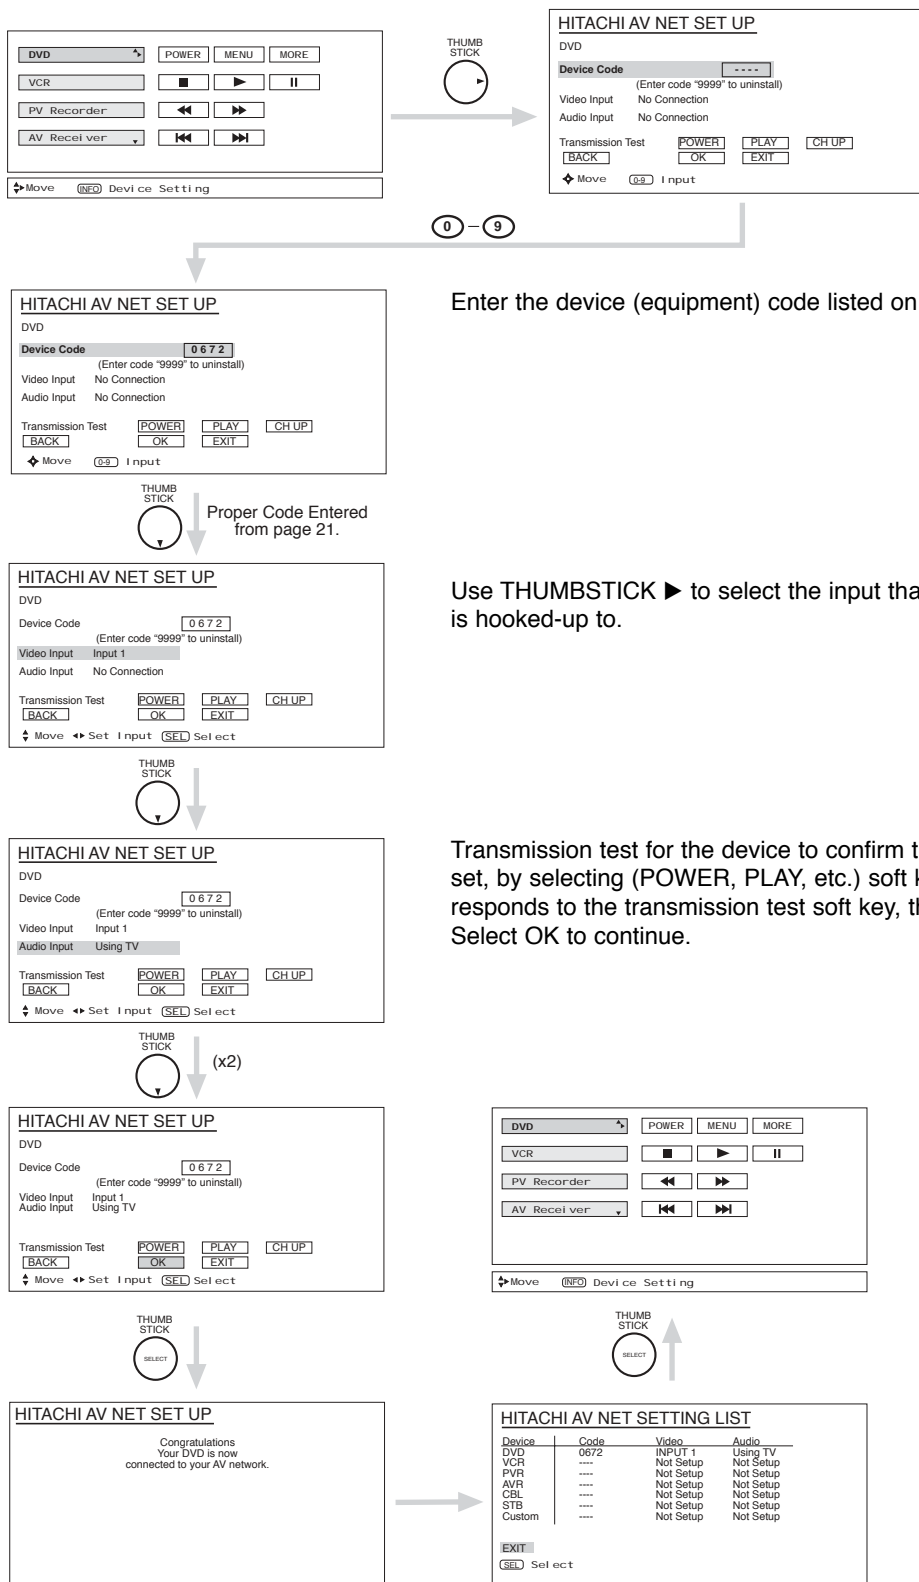 DVD POWER MENU MORE
VCR
PV Recorder
AV Receiver
Move INFO Device Setting
THUMB
STICK
HITACHI AV NET SET UP
DVD
Device Code - - - -
(Enter code “9999” to uninstall)
Video Input No Connection
Audio Input No Connection
Transmission Test POWER PLAY CH UP
BACK OK EXIT
Move 0-9 Input
0 – 9
HITACHI AV NET SET UP
DVD
Device Code 0 6 7 2
(Enter code “9999” to uninstall)
Video Input No Connection
Audio Input No Connection
Transmission Test POWER PLAY CH UP
BACK OK EXIT
Move 0-9 Input
Enter the device (equipment) code listed on
THUMB
STICK
Proper Code Entered
from page 21.
HITACHI AV NET SET UP
DVD
Device Code 0 6 7 2
(Enter code “9999” to uninstall)
Video Input Input 1
Audio Input No Connection
Transmission Test POWER PLAY CH UP
BACK OK EXIT
Move Set Input SEL Select
Use THUMBSTICK ▶ to select the input tha
is hooked-up to.
THUMB
STICK
HITACHI AV NET SET UP
DVD
Device Code 0 6 7 2
(Enter code “9999” to uninstall)
Video Input Input 1
Audio Input Using TV
Transmission Test POWER PLAY CH UP
BACK OK EXIT
Move Set Input SEL Select
Transmission test for the device to confirm t
set, by selecting (POWER, PLAY, etc.) soft k
responds to the transmission test soft key, th
Select OK to continue.
THUMB
STICK
(x2)
HITACHI AV NET SET UP
DVD
Device Code 0 6 7 2
(Enter code “9999” to uninstall)
Video Input Input 1
Audio Input Using TV
Transmission Test POWER PLAY CH UP
BACK OK EXIT
Move Set Input SEL Select
THUMB
STICK
SELECT
HITACHI AV NET SET UP
Congratulations
Your DVD is now
connected to your AV network.
HITACHI AV NET SETTING LIST
Device Code Video Audio
DVD 0672 INPUT 1 Using TV
VCR ---- Not Setup Not Setup
PVR ---- Not Setup Not Setup
AVR ---- Not Setup Not Setup
CBL ---- Not Setup Not Setup
STB ---- Not Setup Not Setup
Custom ---- Not Setup Not Setup
EXIT
SEL Select
THUMB
STICK
SELECT
DVD POWER MENU MORE
VCR
PV Recorder
AV Receiver
Move INFO Device Setting